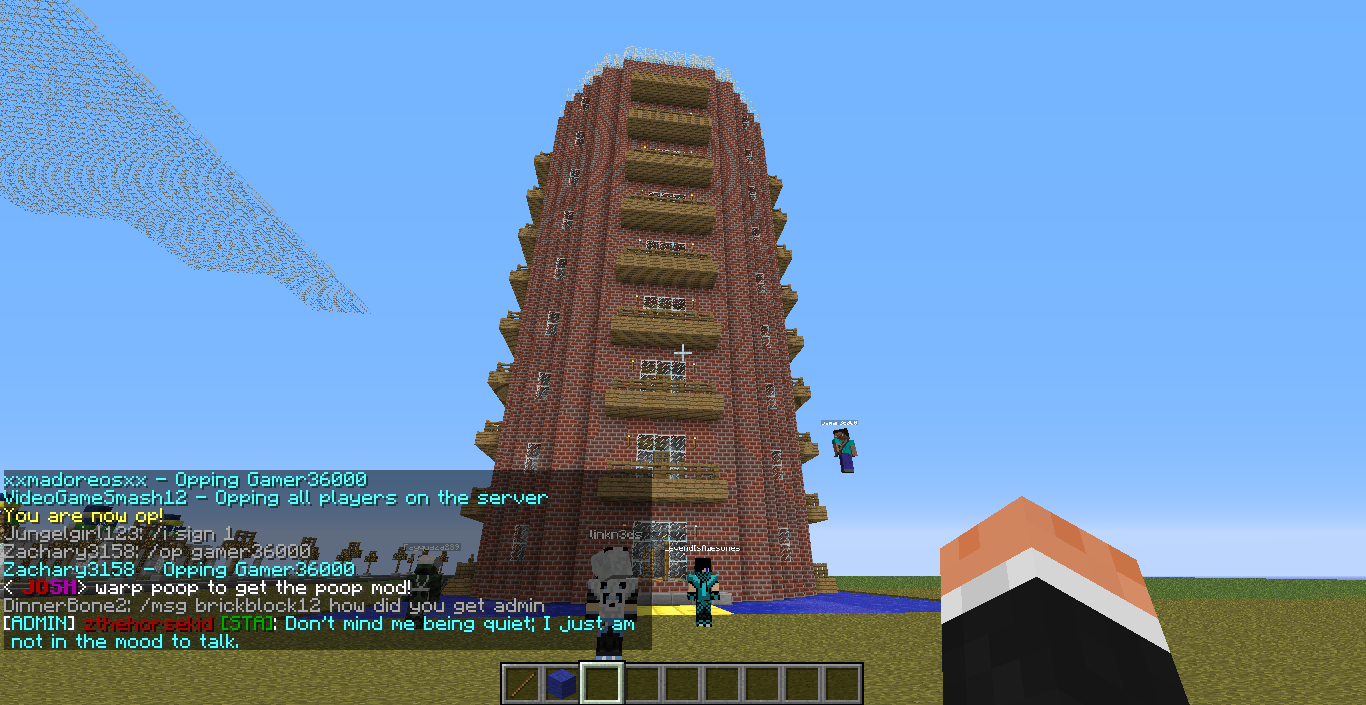 xxmadoreosxx - Opping Gamer36000
VideoGameSmash12 - Opping all players on the server
You are now op!
Jungelgirl123: /i sign 1
Zachary3158: /op gamer36000
Zachary3158 - Opping Gamer36000
< JOSH> warp poop to get the poop mod!
DinnerBone2: /msg brickblock12 how did you get admin
[ADMIN] zthehorsekid [STA]: Don't mind me being quiet; I just am
not in the mood to talk.
linkn3ds